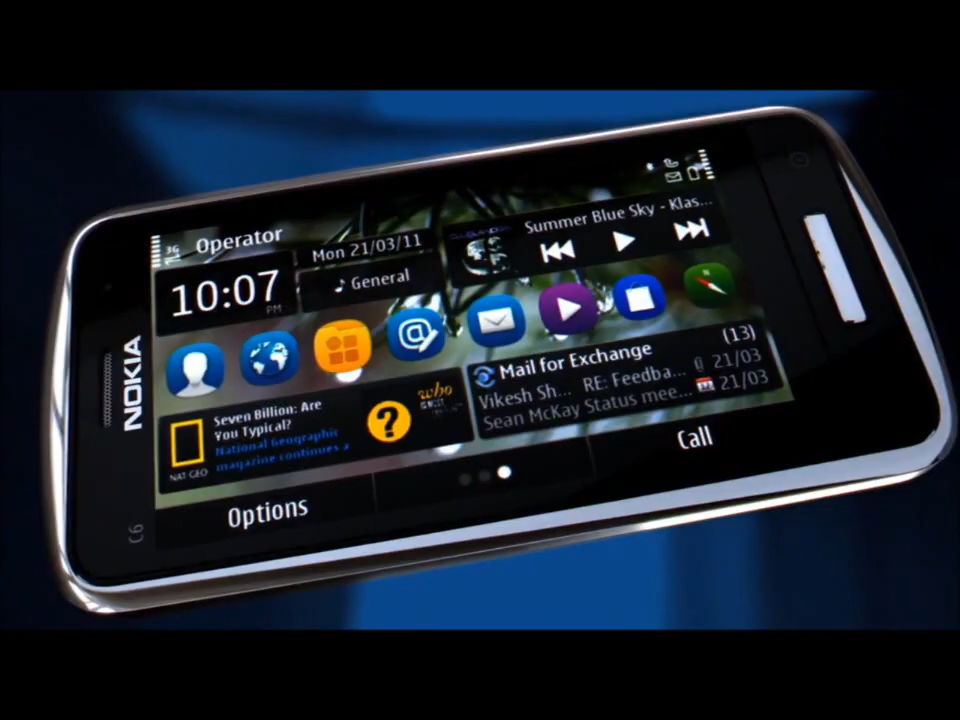 3G
Operator
10:07
PM
Mon 21/03/11
General
Summer Blue Sky - Klas...
N
Seven Billion: Are
You Typical?
National Geographic
magazine continues a
NAT GEO
?
who
Mail for Exchange
(13)
Vikesh Sh... RE: Feedba... 21/03
Sean McKay Status mee... 21/03
Options
Call
NOKIA
C6